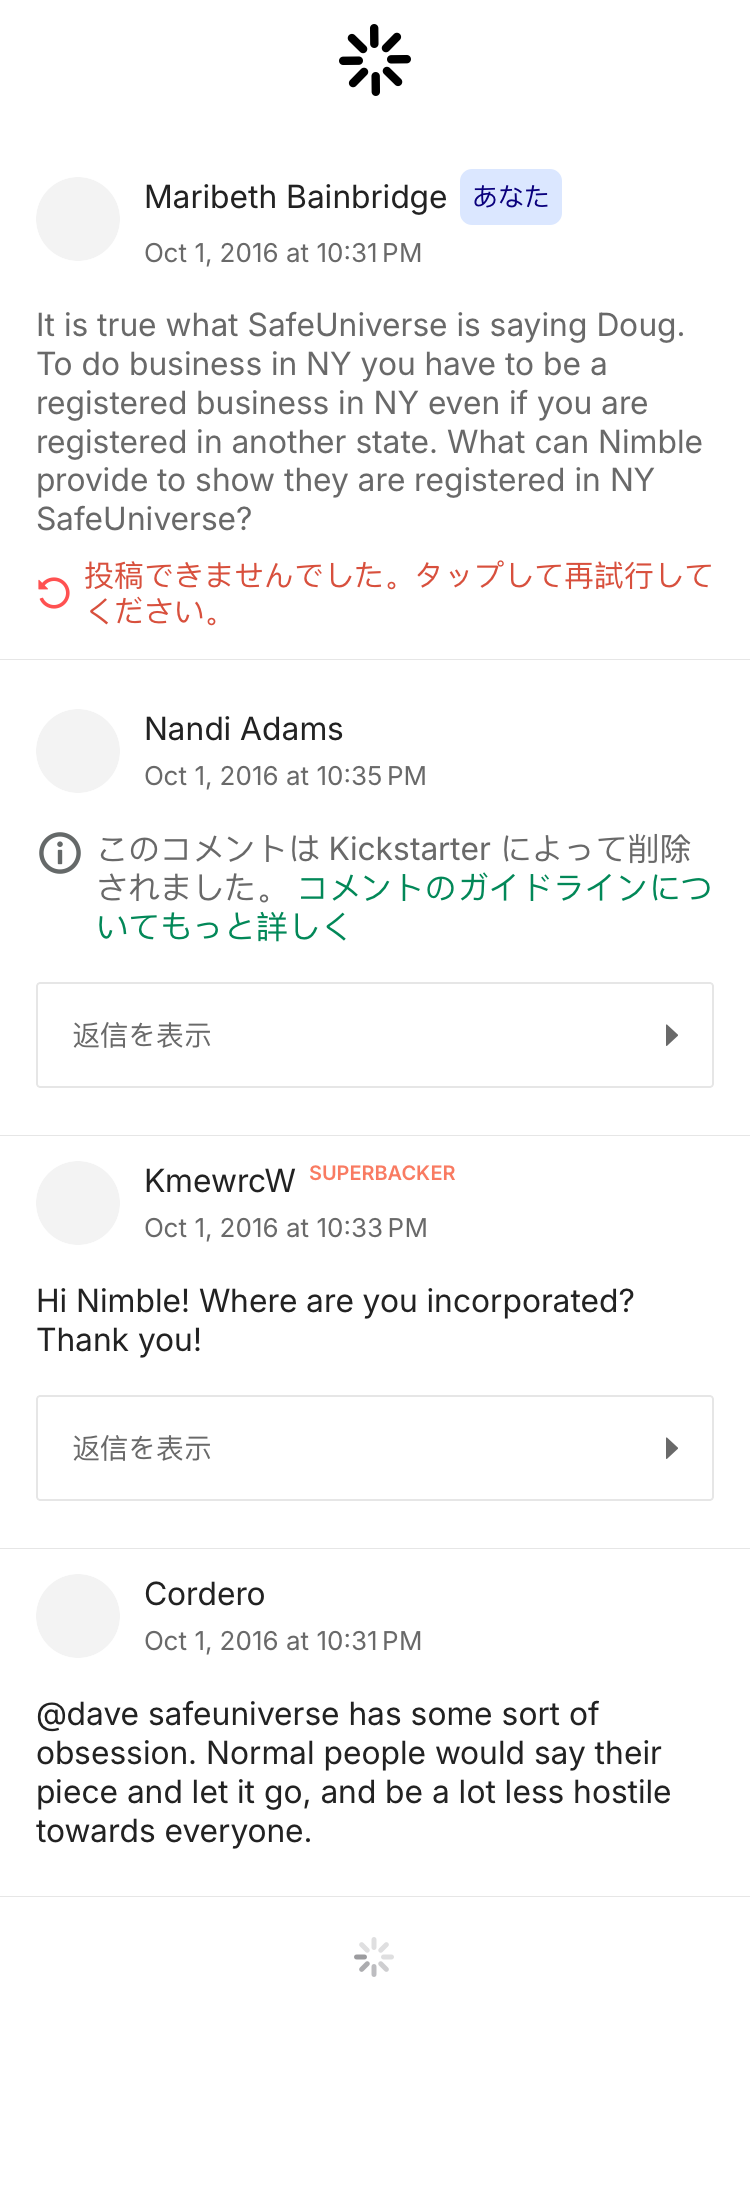 Maribeth Bainbridge あなた
Oct 1, 2016 at 10:31 PM
It is true what SafeUniverse is saying Doug.
To do business in NY you have to be a
registered business in NY even if you are
registered in another state. What can Nimble
provide to show they are registered in NY
SafeUniverse?
投稿できませんでした。タップして再試行して
ください。
Nandi Adams
Oct 1, 2016 at 10:35 PM
このコメントは Kickstarter によって削除
されました。 コメントのガイドラインにつ
いてもっと詳しく
返信を表示
KmewrcW SUPERBACKER
Oct 1, 2016 at 10:33 PM
Hi Nimble! Where are you incorporated?
Thank you!
返信を表示
Cordero
Oct 1, 2016 at 10:31 PM
@dave safeuniverse has some sort of
obsession. Normal people would say their
piece and let it go, and be a lot less hostile
towards everyone.